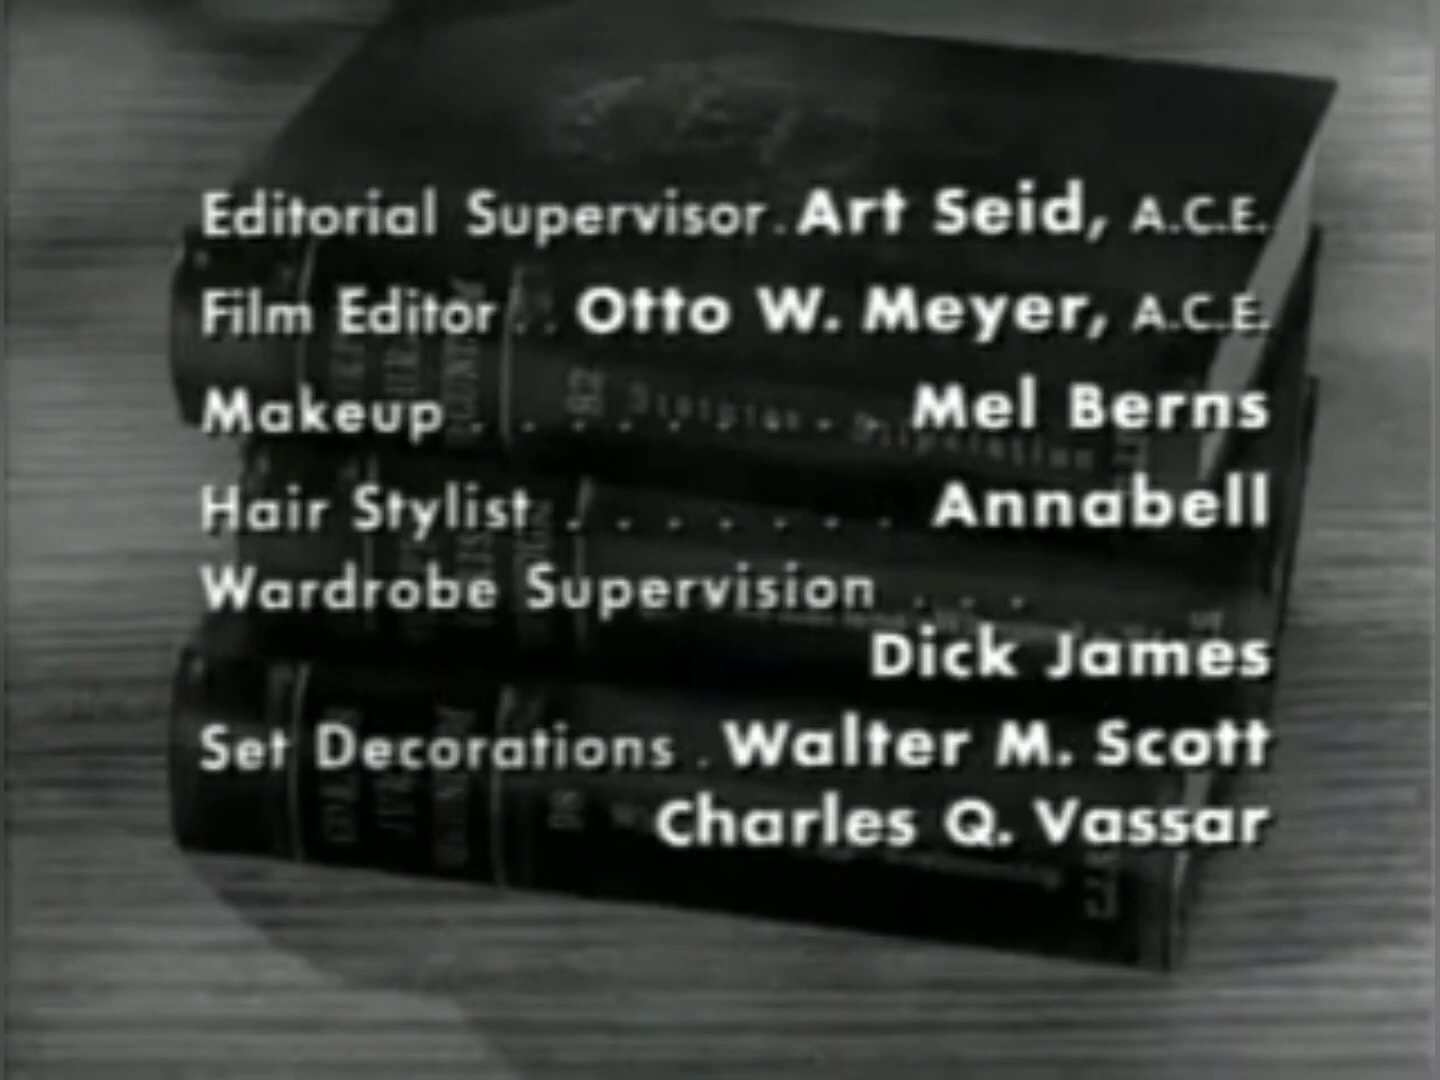 Editorial Supervisor. Art Seid, A.C.E.
Film Editor . . Otto W. Meyer, A.C.E.
Makeup . . . . . . . . Mel Berns
Hair Stylist . . . . . . . Annabell
Wardrobe Supervision . . .
Dick James
Set Decorations . Walter M. Scott
Charles Q. Vassar